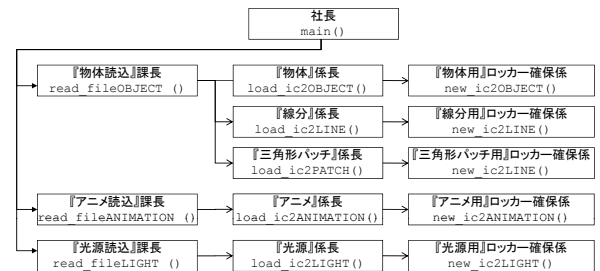 社長
main()
『物体読込』課長
read_fileOBJECT ()
『物体』係長
load_ic2OBJECT()
『物体用』ロッカー確保係
new_ic2OBJECT()
『線分』係長
load_ic2LINE()
『線分用』ロッカー確保係
new_ic2LINE()
『三角形パッチ』係長
load_ic2PATCH()
『三角形パッチ用』ロッカー確保係
new_ic2LINE()
『アニメ読込』課長
read_fileANIMATION ()
『アニメ』係長
load_ic2ANIMATION()
『アニメ用』ロッカー確保係
new_ic2ANIMATION()
『光源読込』課長
read_fileLIGHT ()
『光源』係長
load_ic2LIGHT()
『光源用』ロッカー確保係
new_ic2LIGHT()